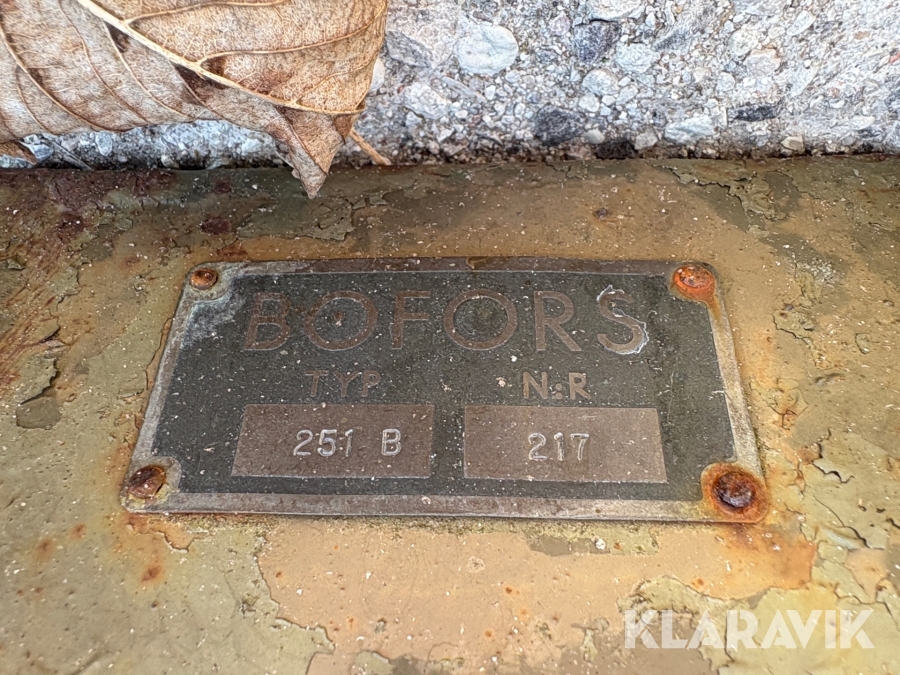 BOFORS
TYP N:R
251 B 217
KLARAVIK